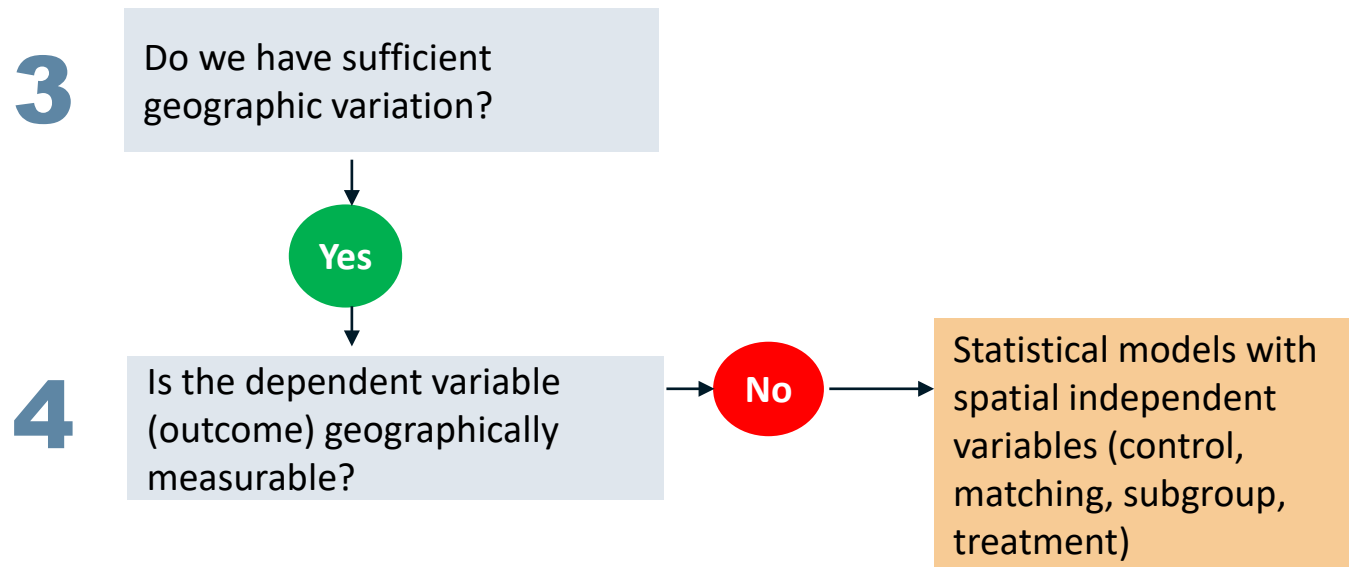 3
Do we have sufficient
geographic variation?
Yes
4
Is the dependent variable
(outcome) geographically
measurable?
No
Statistical models with
spatial independent
variables (control,
matching, subgroup,
treatment)